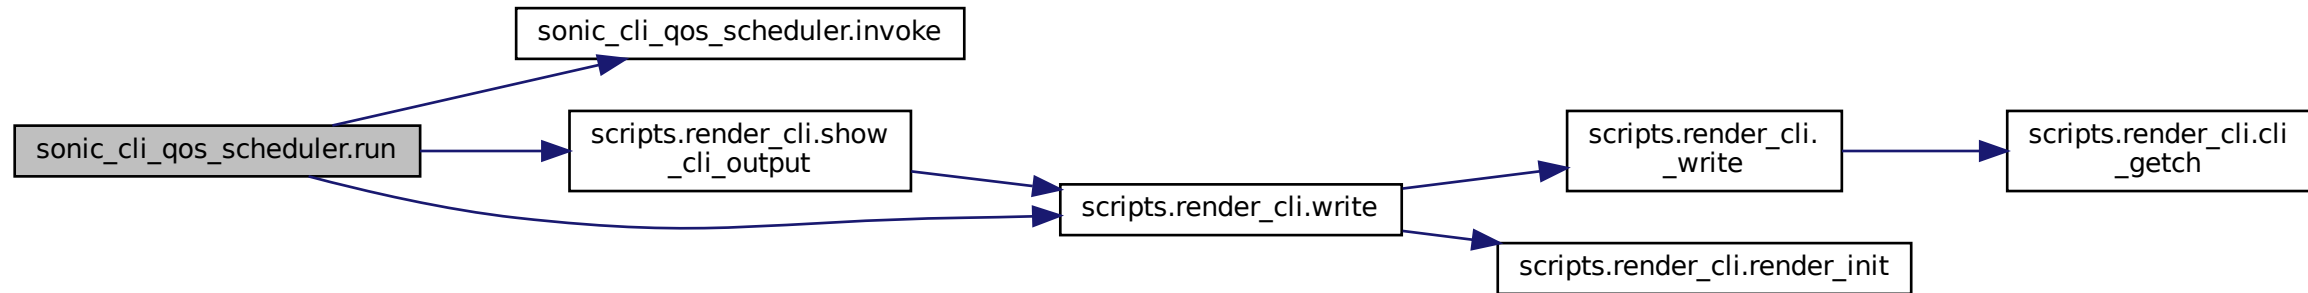 sonic_cli_qos_scheduler.run
sonic_cli_qos_scheduler.invoke
scripts.render_cli.show
_cli_output
scripts.render_cli.write
scripts.render_cli.
_write
scripts.render_cli.cli
_getch
scripts.render_cli.render_init